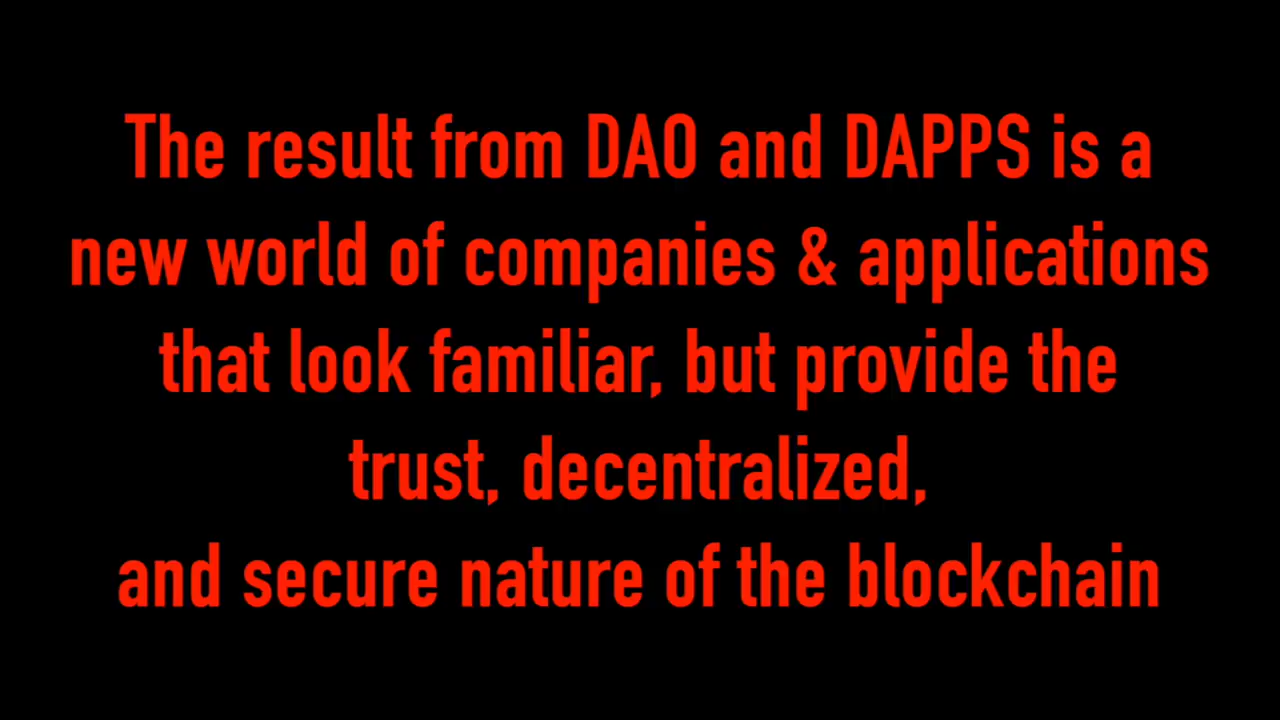 The result from DAO and DAPPS is a
new world of companies & applications
that look familiar, but provide the
trust, decentralized,
and secure nature of the blockchain